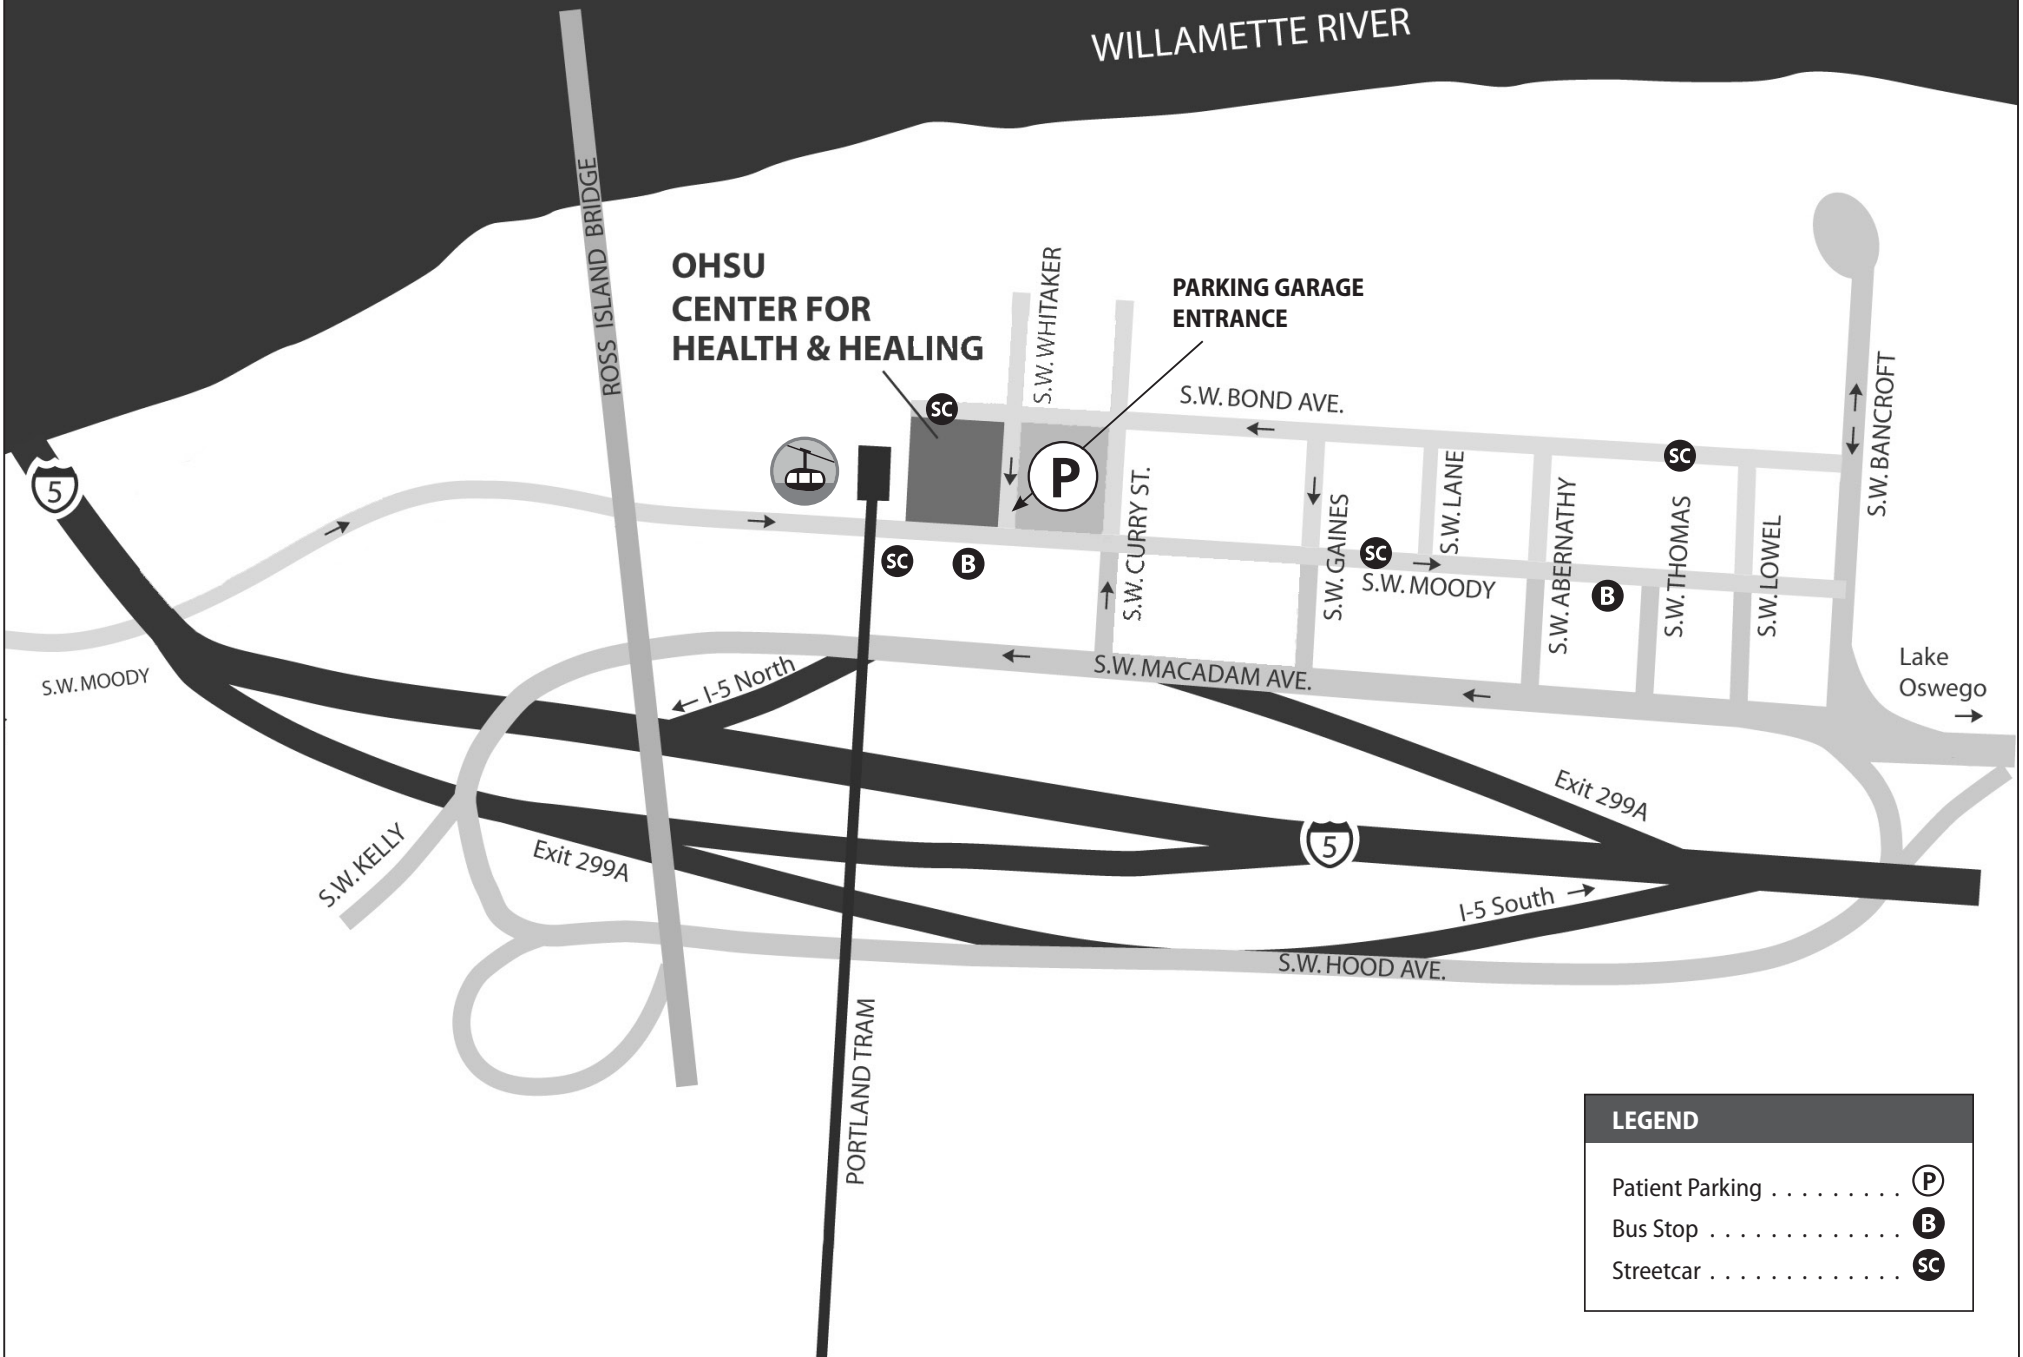 WILLAMETTE RIVER
ROSS ISLAND BRIDGE
OHSU
CENTER FOR
HEALTH & HEALING
S.W. WHITAKER
PARKING GARAGE
ENTRANCE
S.W. BOND AVE.
S.W. BANCROFT
SC
SC
P
5
S.W. CURRY ST.
S.W. GAINES
S.W. LANE
S.W. ABERNATHY
S.W. THOMAS
S.W. LOWEL
SC
B
SC
S.W. MOODY
B
S.W. MOODY
I-5 North
S.W. MACADAM AVE.
Lake
Oswego
Exit 299A
S.W. KELLY
Exit 299A
5
I-5 South
S.W. HOOD AVE.
PORTLAND TRAM
LEGEND
Patient Parking . . . . . . . . . P
Bus Stop . . . . . . . . . . . . . B
Streetcar . . . . . . . . . . . . . SC